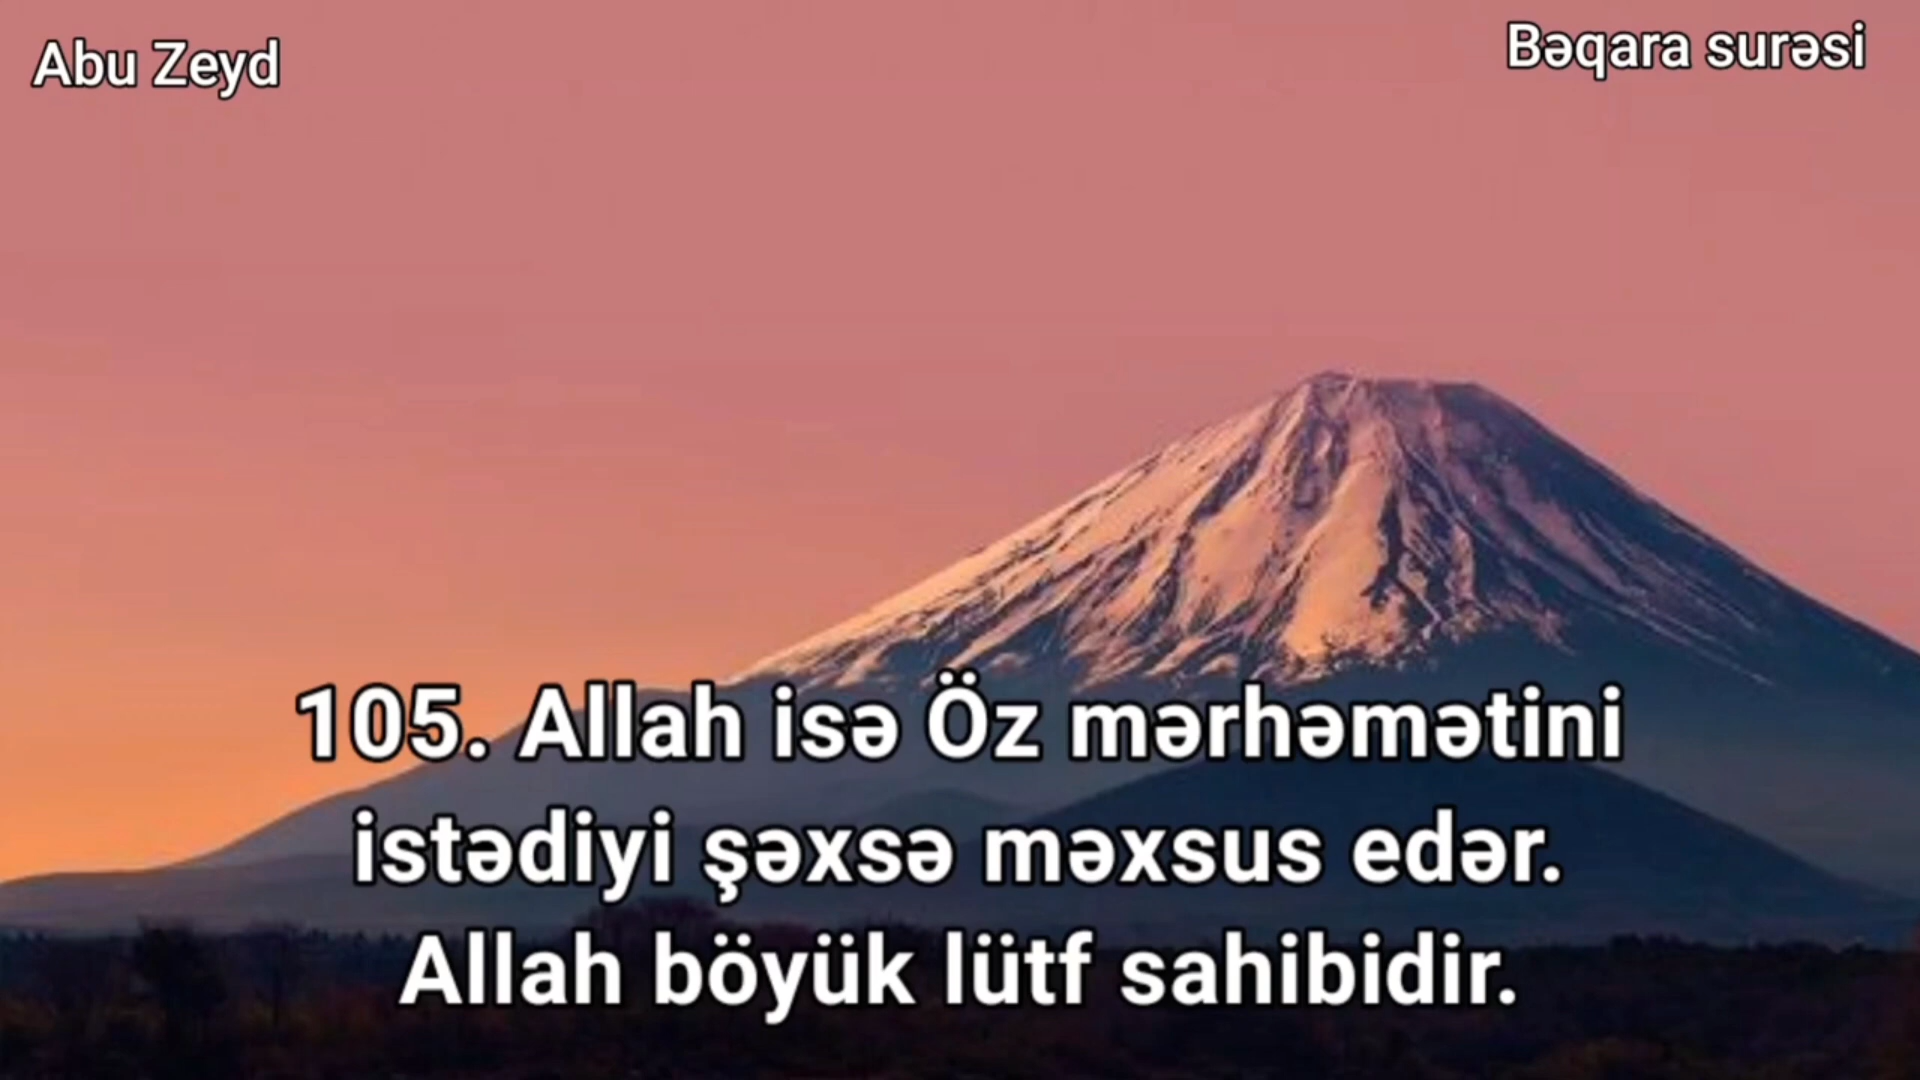 Abu Zeyd
Bəqara surəsi
105. Allah isə Öz mərhəmətini
istədiyi şəxsə məxsus edər.
Allah böyük lütf sahibidir.